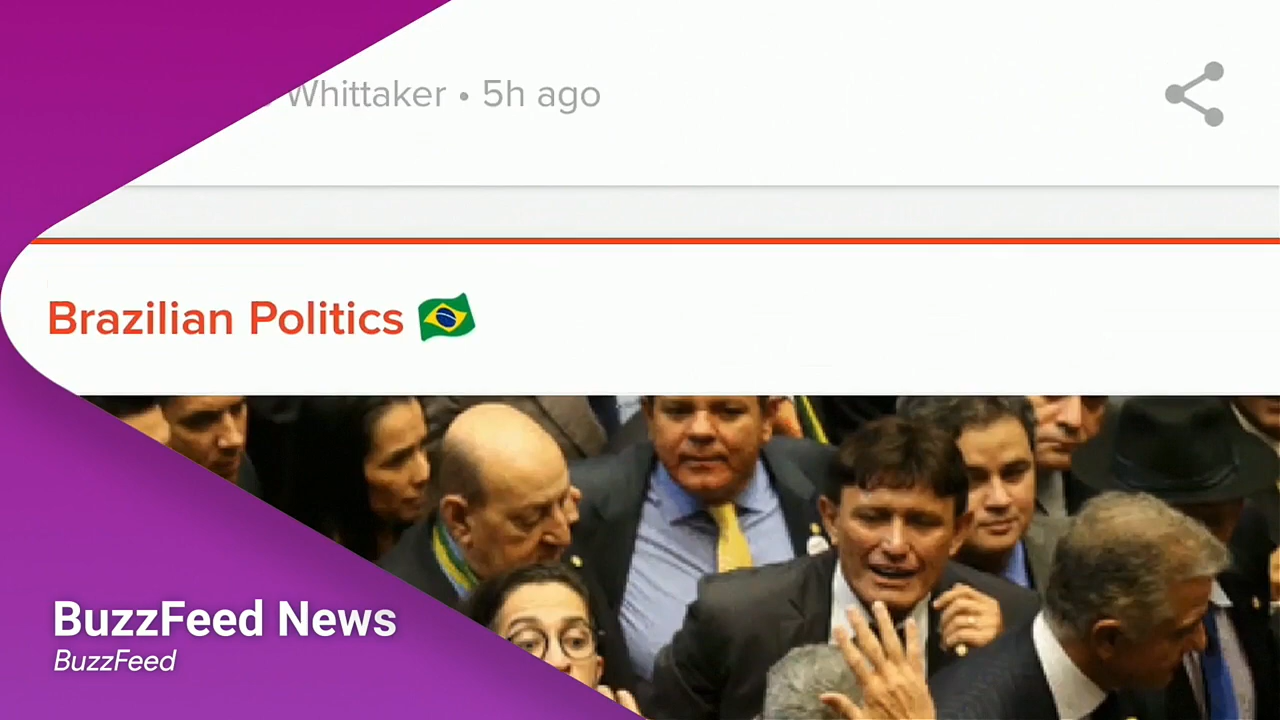 Whittaker • 5h ago
Brazilian Politics 🇧🇷
BuzzFeed News
BuzzFeed